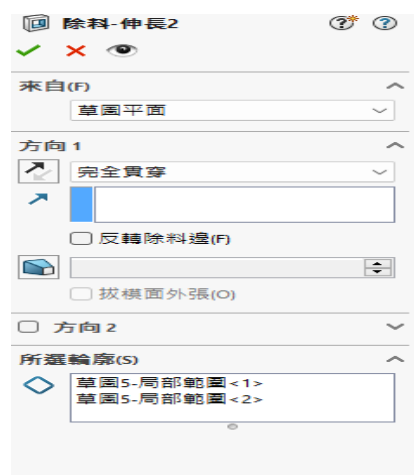 除料-伸長2
來自(F)
草圖平面
方向 1
完全貫穿
反轉除料邊(F)
拔模面外張(O)
方向 2
所選輪廓(S)
草圖5-局部範圍<1>
草圖5-局部範圍<2>